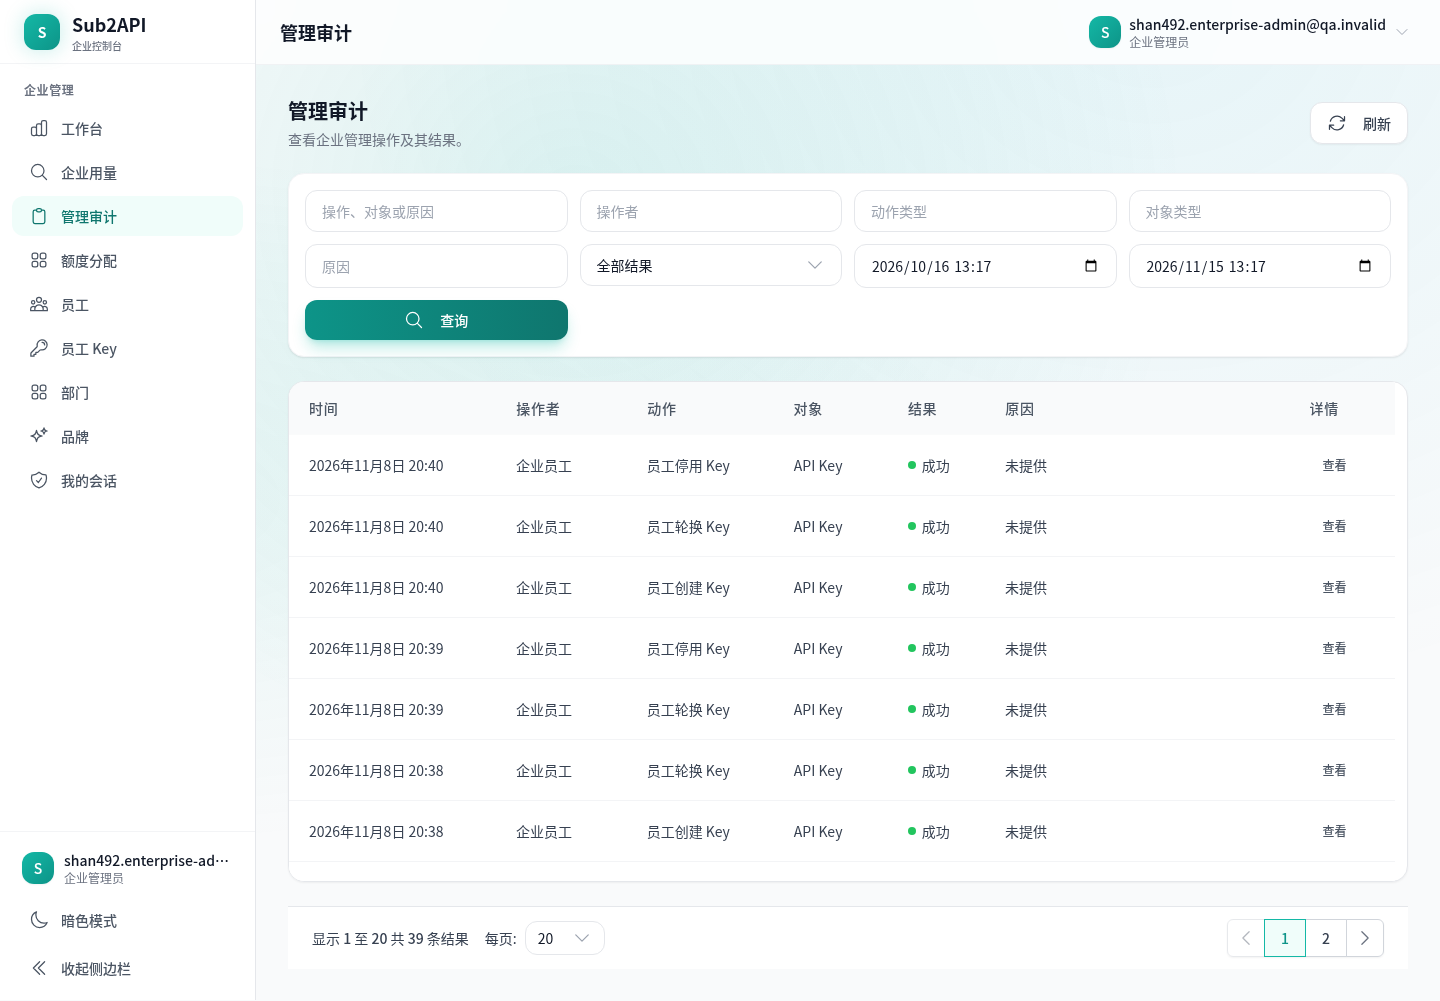 S
Sub2API
企业控制台
企业管理
工作台
企业用量
管理审计
额度分配
员工
员工 Key
部门
品牌
我的会话
S
shan492.enterprise-ad…
企业管理员
暗色模式
收起侧边栏
管理审计
S
shan492.enterprise-admin@qa.invalid
企业管理员
管理审计
查看企业管理操作及其结果。
刷新
操作、对象或原因 操作者 动作类型 对象类型
原因 全部结果 2026/10/16 13:17 2026/11/15 13:17
查询
时间 操作者 动作 对象 结果 原因 详情
2026年11月8日 20:40 企业员工 员工停用 Key API Key 成功 未提供 查看
2026年11月8日 20:40 企业员工 员工轮换 Key API Key 成功 未提供 查看
2026年11月8日 20:40 企业员工 员工创建 Key API Key 成功 未提供 查看
2026年11月8日 20:39 企业员工 员工停用 Key API Key 成功 未提供 查看
2026年11月8日 20:39 企业员工 员工轮换 Key API Key 成功 未提供 查看
2026年11月8日 20:38 企业员工 员工轮换 Key API Key 成功 未提供 查看
2026年11月8日 20:38 企业员工 员工创建 Key API Key 成功 未提供 查看
显示 1 至 20 共 39 条结果 每页: 20 1 2